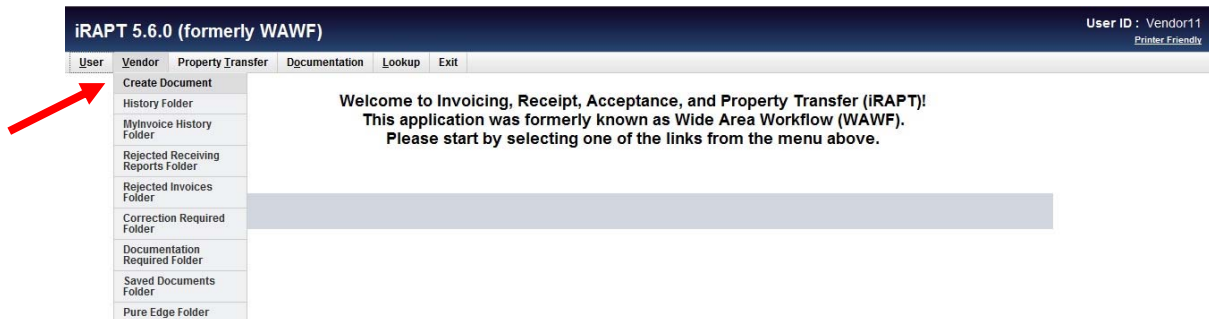 iRAPT 5.6.0 (formerly WAWF)
User ID : Vendor11
Printer Friendly
User Vendor Property Transfer Documentation Lookup Exit
Create Document
History Folder
MyInvoice History
Folder
Rejected Receiving
Reports Folder
Rejected Invoices
Folder
Correction Required
Folder
Documentation
Required Folder
Saved Documents
Folder
Pure Edge Folder
Welcome to Invoicing, Receipt, Acceptance, and Property Transfer (iRAPT)!
This application was formerly known as Wide Area Workflow (WAWF).
Please start by selecting one of the links from the menu above.